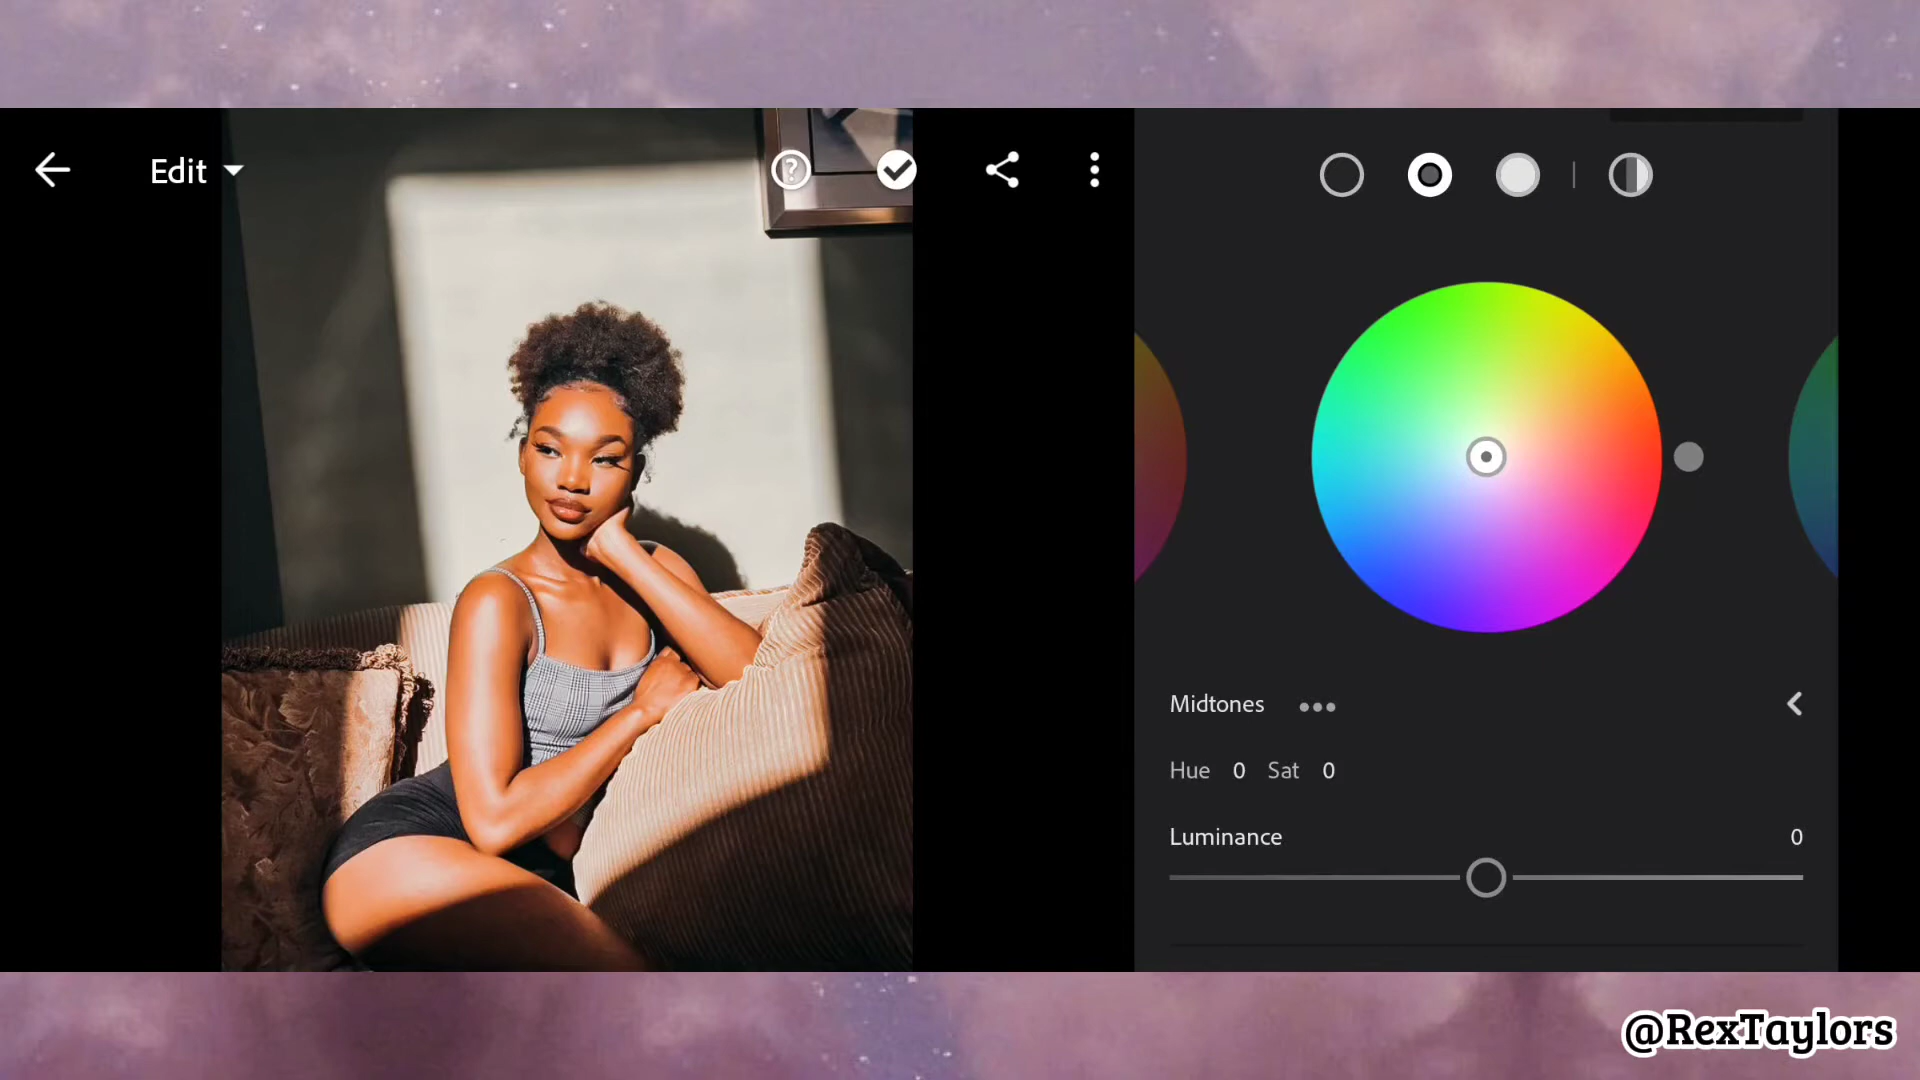 Edit
Midtones
Hue 0 Sat 0
Luminance 0
@RexTaylors